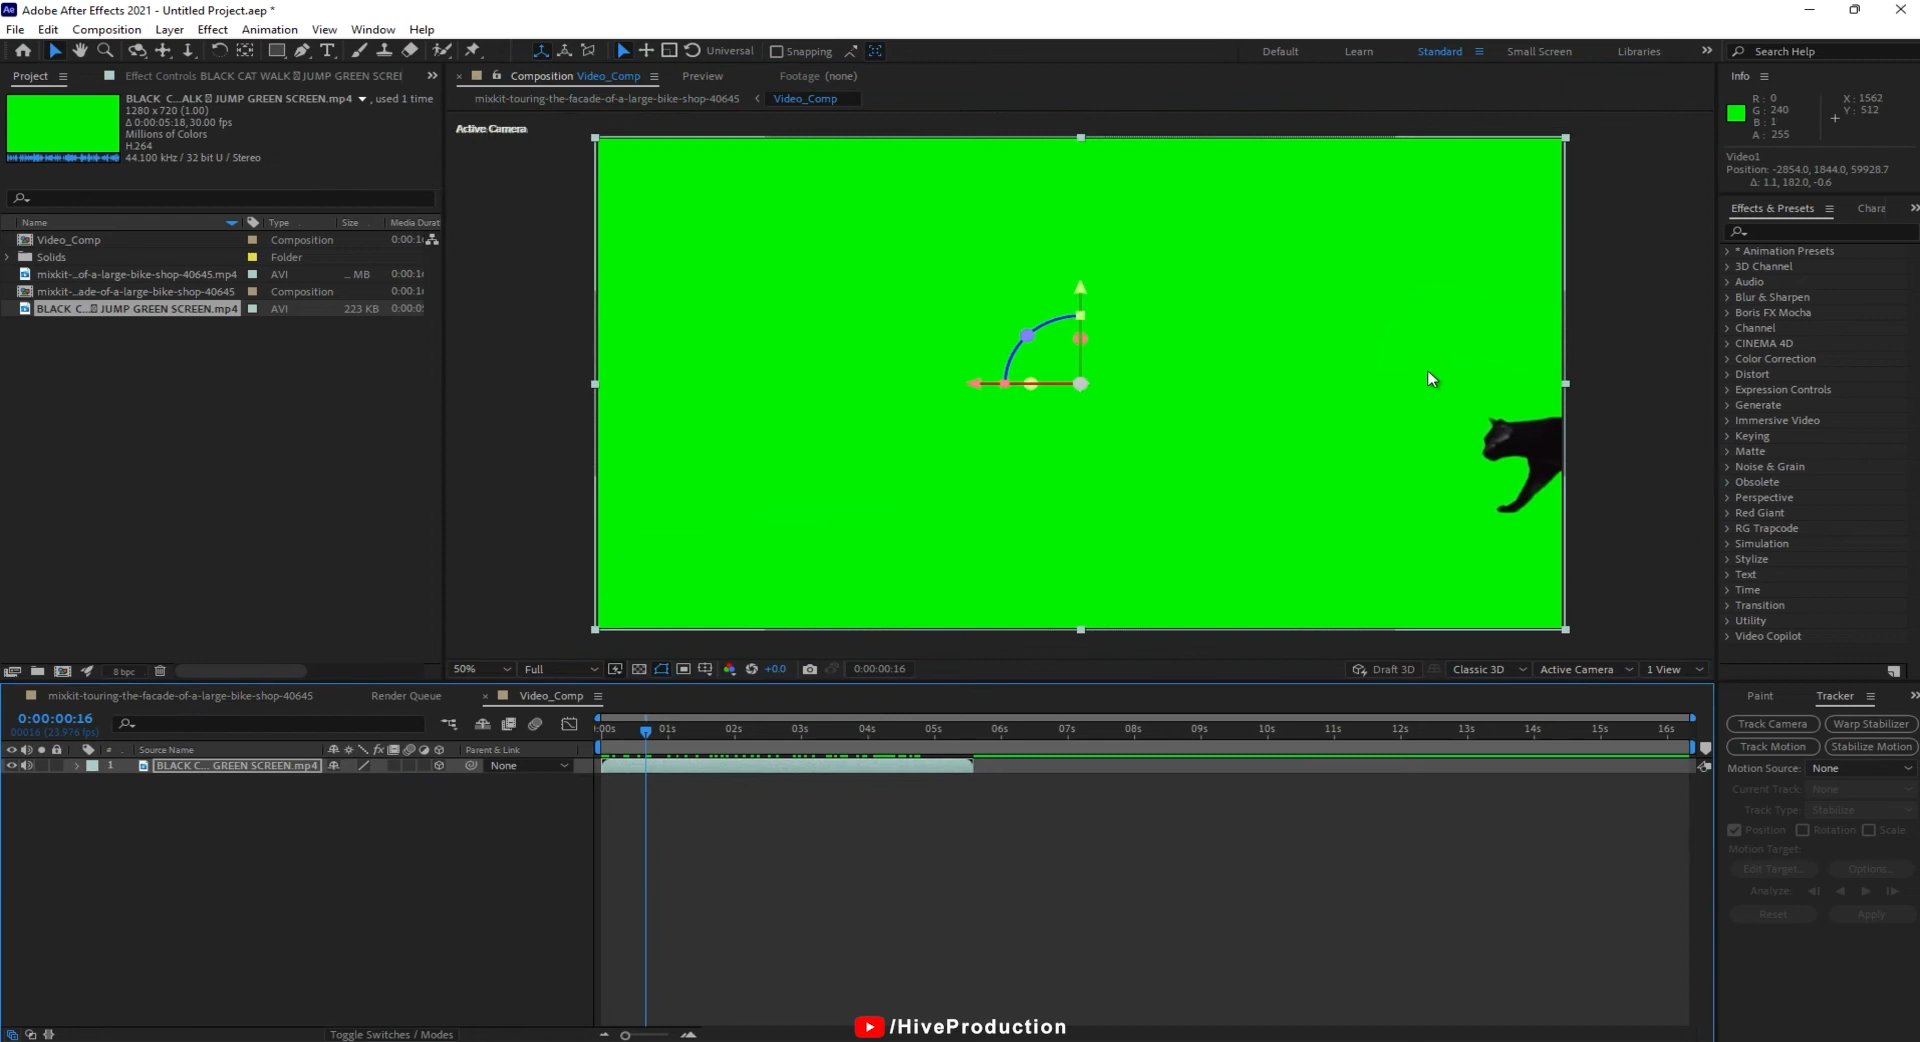 Adobe After Effects 2021 - Untitled Project.aep *
File Edit Composition Layer Effect Animation View Window Help
Universal Snapping Default Learn Standard Small Screen Libraries Search Help
Project Effect Controls BLACK CAT WALK JUMP GREEN SCREI
BLACK C...ALK JUMP GREEN SCREEN.mp4 , used 1 time
1280 x 720 (1.00)
Δ 0:00:05:18, 30.00 fps
Millions of Colors
H.264
44.100 kHz / 32 bit U / Stereo
Name Type Size Media Durat
Video_Comp Composition 0:00:1
Solids Folder
mixkit-...of-a-large-bike-shop-40645.mp4 AVI ... MB 0:00:1
mixkit-...ade-of-a-large-bike-shop-40645 Composition 0:00:1
BLACK C... JUMP GREEN SCREEN.mp4 AVI 223 KB 0:00:0
8 bpc
Composition Video_Comp Preview Footage (none)
mixkit-touring-the-facade-of-a-large-bike-shop-40645 Video_Comp
Active Camera
50% Full +0.0 0:00:00:16 Draft 3D Classic 3D Active Camera 1 View
Info
R: 0
G: 240
B: 1
A: 255
X: 1562
Y: 512
Video1
Position: -2854.0, 1844.0, 59928.7
Δ: 1.1, 182.0, -0.6
Effects & Presets Chara
* Animation Presets
3D Channel
Audio
Blur & Sharpen
Boris FX Mocha
Channel
CINEMA 4D
Color Correction
Distort
Expression Controls
Generate
Immersive Video
Keying
Matte
Noise & Grain
Obsolete
Perspective
Red Giant
RG Trapcode
Simulation
Stylize
Text
Time
Transition
Utility
Video Copilot
mixkit-touring-the-facade-of-a-large-bike-shop-40645 Render Queue Video_Comp
0:00:00:16
00016 (23.976 fps)
# Source Name Parent & Link
1 BLACK C... GREEN SCREEN.mp4 None
:00s 01s 02s 03s 04s 05s 06s 07s 08s 09s 10s 11s 12s 13s 14s 15s 16s
Toggle Switches / Modes
Paint Tracker
Track Camera Warp Stabilizer
Track Motion Stabilize Motion
Motion Source: None
Current Track: None
Track Type: Stabilize
Position Rotation Scale
Motion Target:
Edit Target... Options...
Analyze:
Reset Apply
/HiveProduction